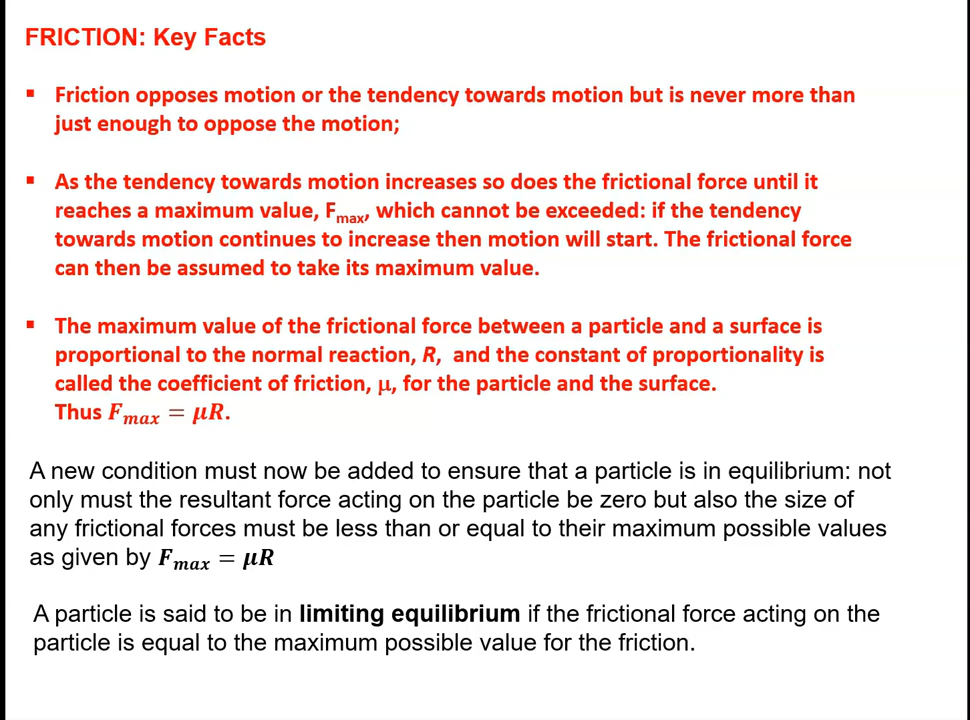 FRICTION: Key Facts
▪ Friction opposes motion or the tendency towards motion but is never more than
just enough to oppose the motion;
▪ As the tendency towards motion increases so does the frictional force until it
reaches a maximum value, Fmax, which cannot be exceeded: if the tendency
towards motion continues to increase then motion will start. The frictional force
can then be assumed to take its maximum value.
▪ The maximum value of the frictional force between a particle and a surface is
proportional to the normal reaction, R, and the constant of proportionality is
called the coefficient of friction, μ, for the particle and the surface.
Thus Fmax = μR.
A new condition must now be added to ensure that a particle is in equilibrium: not
only must the resultant force acting on the particle be zero but also the size of
any frictional forces must be less than or equal to their maximum possible values
as given by Fmax = μR
A particle is said to be in limiting equilibrium if the frictional force acting on the
particle is equal to the maximum possible value for the friction.